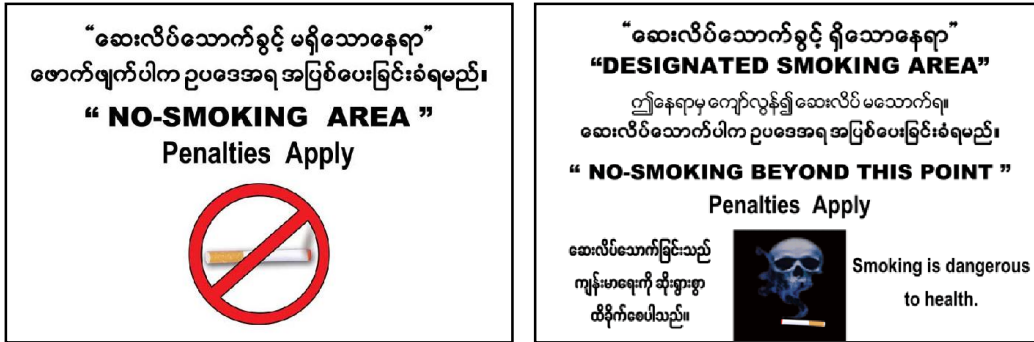 “ဆေးလိပ်သောက်ခွင့် မရှိသောနေရာ”
ဖောက်ဖျက်ပါက ဥပဒေအရ အပြစ်ပေးခြင်းခံရမည်။
“ NO-SMOKING AREA ”
Penalties Apply
“ဆေးလိပ်သောက်ခွင့် ရှိသောနေရာ”
“DESIGNATED SMOKING AREA”
ဤနေရာမှ ကျော်လွန်၍ ဆေးလိပ် မသောက်ရ။
ဆေးလိပ်သောက်ပါက ဥပဒေအရ အပြစ်ပေးခြင်းခံရမည်။
“ NO-SMOKING BEYOND THIS POINT ”
Penalties Apply
ဆေးလိပ်သောက်ခြင်းသည်
ကျန်းမာရေးကို ဆိုးရွားစွာ
ထိခိုက်စေပါသည်။
Smoking is dangerous
to health.